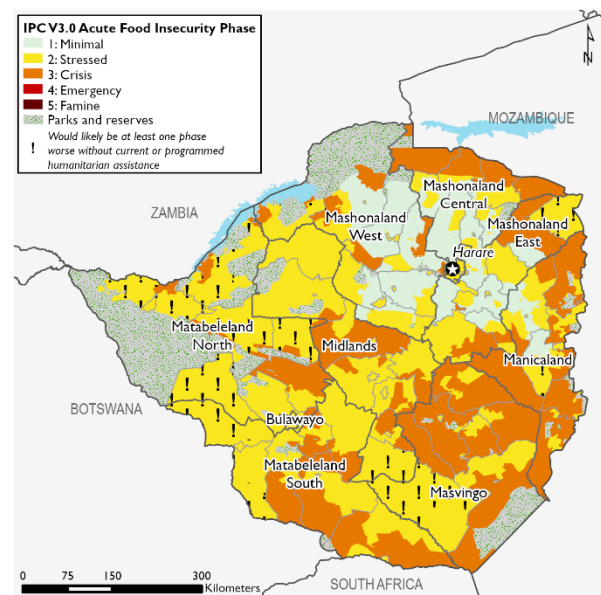 IPC V3.0 Acute Food Insecurity Phase
1: Minimal
2: Stressed
3: Crisis
4: Emergency
5: Famine
Parks and reserves
! Would likely be at least one phase
worse without current or programmed
humanitarian assistance
N
MOZAMBIQUE
ZAMBIA
Mashonaland
Central
Mashonaland
West
Mashonaland
East
Harare
Matabeleland
North
Midlands
Manicaland
BOTSWANA
Bulawayo
Matabeleland
South
Masvingo
0 75 150 300
Kilometers
SOUTH AFRICA